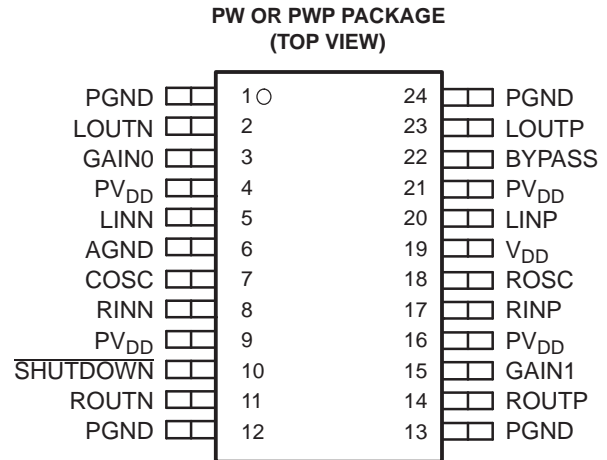 PW OR PWP PACKAGE
(TOP VIEW)
PGND 1 24 PGND
LOUTN 2 23 LOUTP
GAIN0 3 22 BYPASS
PVDD 4 21 PVDD
LINN 5 20 LINP
AGND 6 19 VDD
COSC 7 18 ROSC
RINN 8 17 RINP
PVDD 9 16 PVDD
SHUTDOWN 10 15 GAIN1
ROUTN 11 14 ROUTP
PGND 12 13 PGND